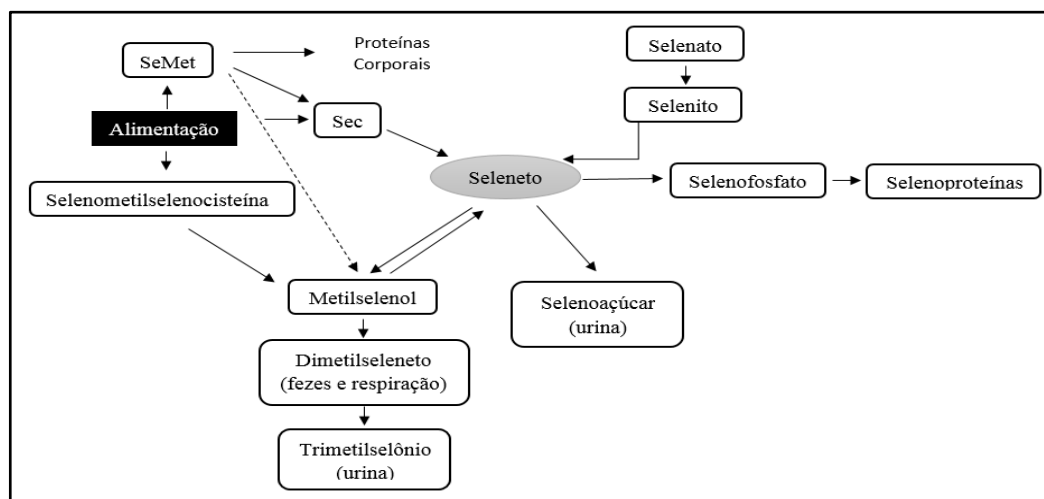 Proteínas
Corporais
SeMet
Selenato
Selenito
Alimentação
Sec
Seleneto
Selenofosfato
Selenoproteínas
Selenometilselenocisteína
Metilselenol
Selenoaçúcar
(urina)
Dimetilseleneto
(fezes e respiração)
Trimetilselônio
(urina)